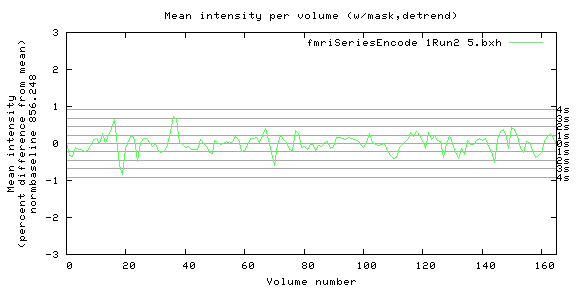 Mean intensity per volume (w/mask,detrend)
fmriSeriesEncode 1Run2 5.bxh
Mean intensity
(percent difference from mean)
normbaseline 856.248
3
2
1
0
-1
-2
-3
4s
3s
2s
1s
0s
1s
2s
3s
4s
0 20 40 60 80 100 120 140 160
Volume number